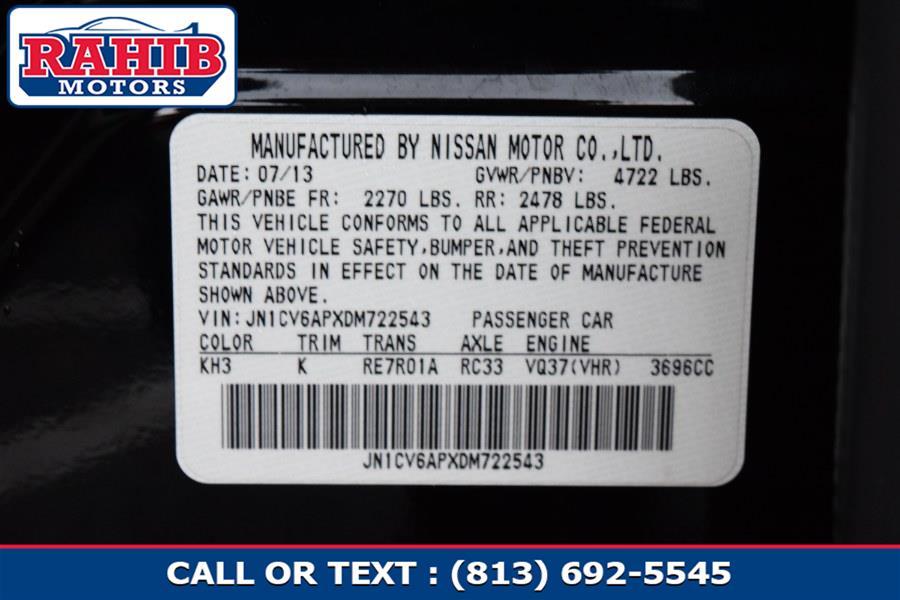 RAHIB
MOTORS
MANUFACTURED BY NISSAN MOTOR CO.,LTD.
DATE: 07/13 GVWR/PNBV: 4722 LBS.
GAWR/PNBE FR: 2270 LBS. RR: 2478 LBS.
THIS VEHICLE CONFORMS TO ALL APPLICABLE FEDERAL
MOTOR VEHICLE SAFETY,BUMPER,AND THEFT PREVENTION
STANDARDS IN EFFECT ON THE DATE OF MANUFACTURE
SHOWN ABOVE.
VIN:JN1CV6APXDM722543 PASSENGER CAR
COLOR TRIM TRANS AXLE ENGINE
KH3 K RE7R01A RC33 VQ37(VHR) 3696CC
JN1CV6APXDM722543
CALL OR TEXT : (813) 692-5545